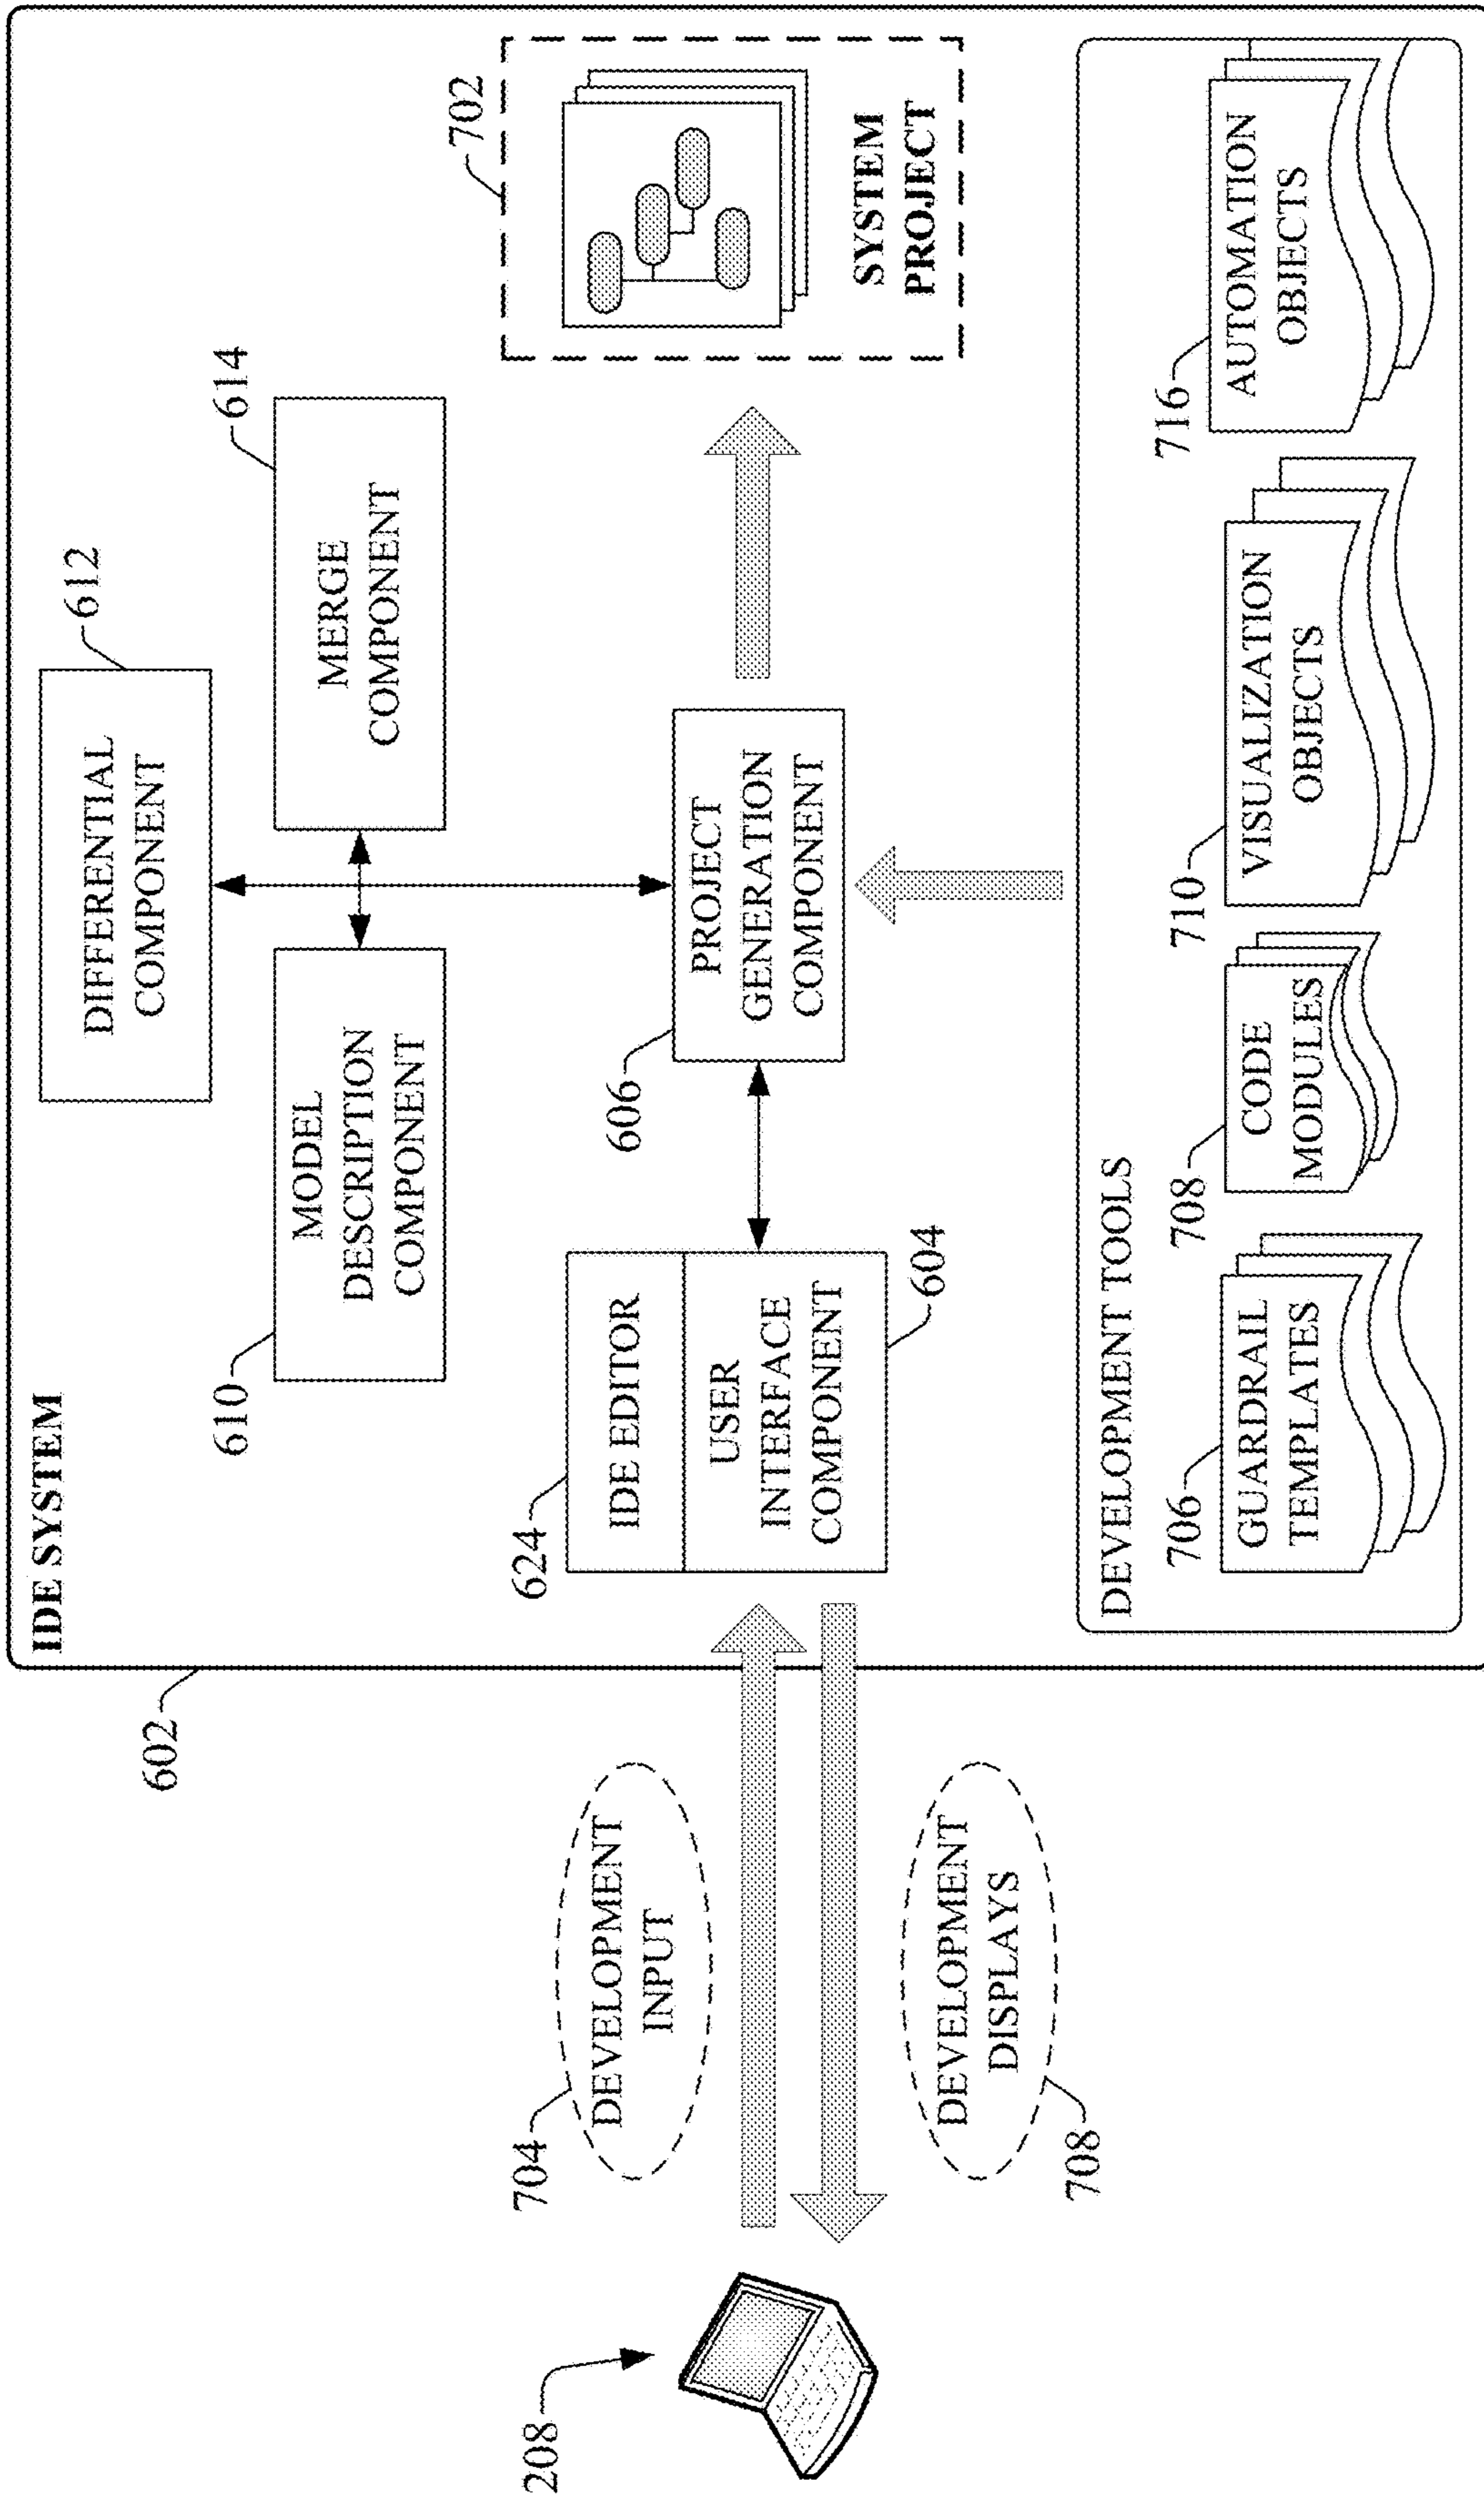 IDE SYSTEM
602
DIFFERENTIAL
COMPONENT
612
MODEL
DESCRIPTION
COMPONENT
610
MERGE
COMPONENT
614
208
DEVELOPMENT
INPUT
704
DEVELOPMENT
DISPLAYS
708
IDE EDITOR
624
USER
INTERFACE
COMPONENT
604
PROJECT
GENERATION
COMPONENT
606
702
SYSTEM
PROJECT
DEVELOPMENT TOOLS
706
GUARDRAIL
TEMPLATES
708
CODE
MODULES
710
VISUALIZATION
OBJECTS
716
AUTOMATION
OBJECTS